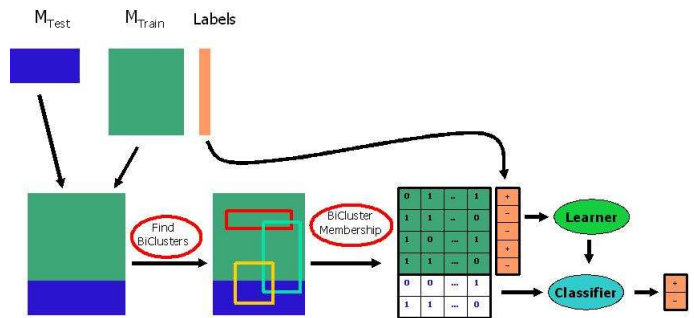 M_Test
M_Train
Labels
Find
BiClusters
BiCluster
Membership
0 1 .. 1
1 1 .. 0
1 0 ... 1
1 1 ... 0
0 0 ... 1
1 1 ... 0
+
–
–
+
–
Learner
Classifier
+
–